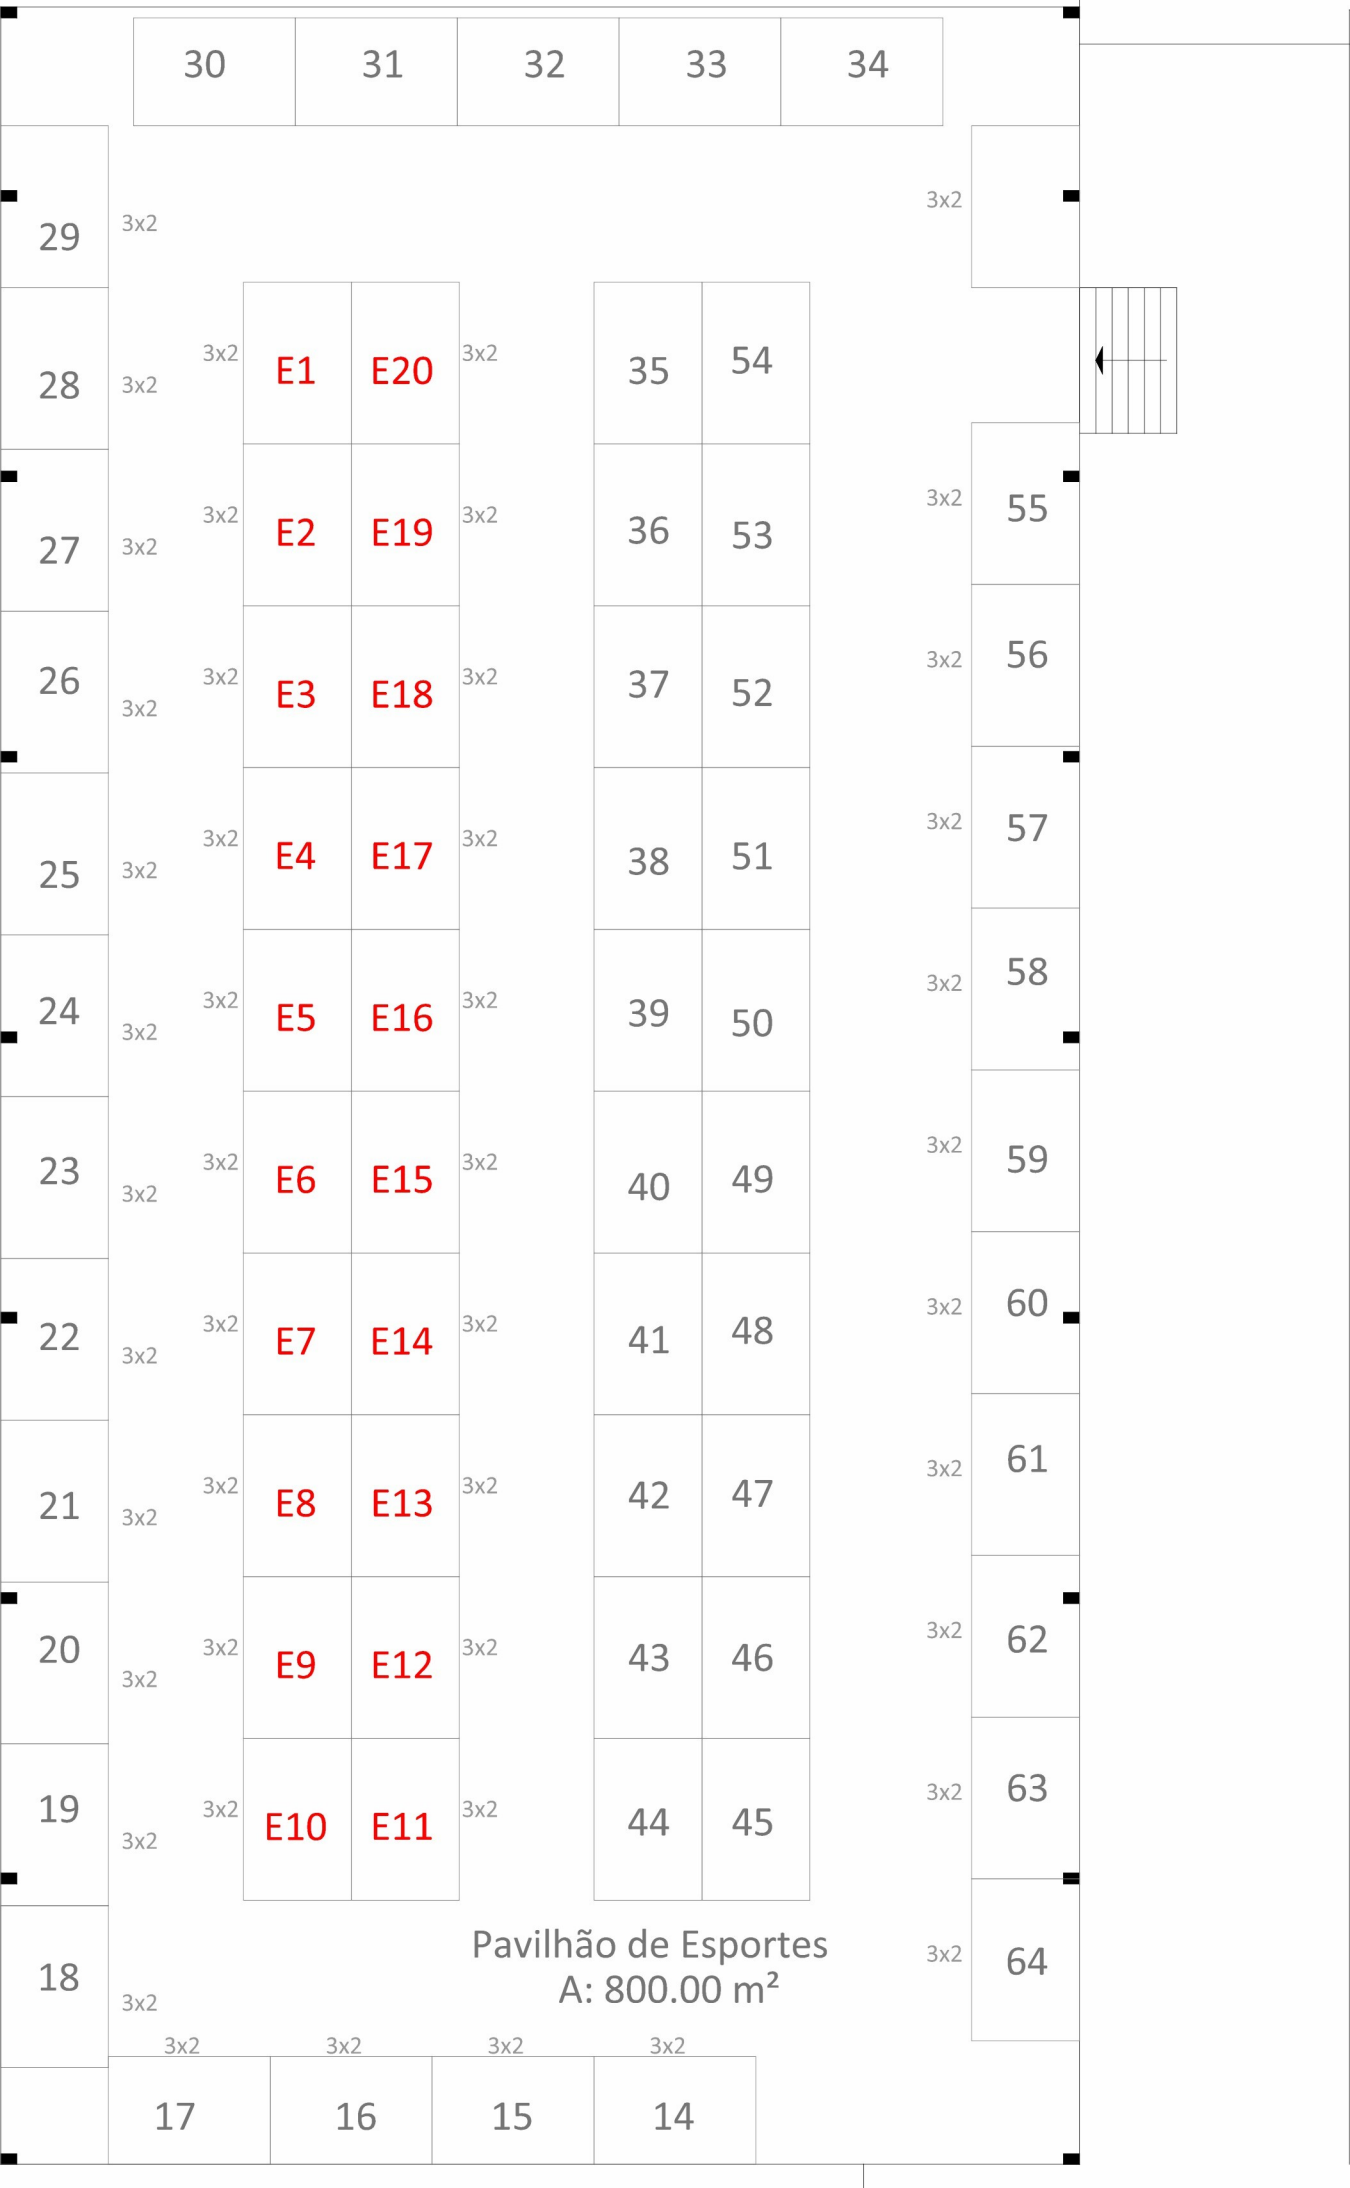 30 31 32 33 34
3x2
29 3x2
3x2 3x2
E1 E20 35 54
28 3x2
3x2
55
3x2 3x2
E2 E19 36 53
27 3x2
56
3x2
3x2 3x2
E3 E18 37 52
26 3x2
3x2 57
3x2 3x2
E4 E17 38 51
25 3x2
58
3x2
3x2 3x2
E5 E16 39 50
24 3x2
3x2 59
3x2 3x2
E6 E15 40 49
23 3x2
3x2 60
3x2 3x2
E7 E14 41 48
22 3x2
3x2 61
3x2 3x2
E8 E13 42 47
21 3x2
3x2 62
3x2 3x2
E9 E12 43 46
20 3x2
3x2 63
3x2 3x2
E10 E11 44 45
19 3x2
Pavilhão de Esportes
3x2 64
A: 800.00 m²
18 3x2
3x2 3x2 3x2 3x2
17 16 15 14